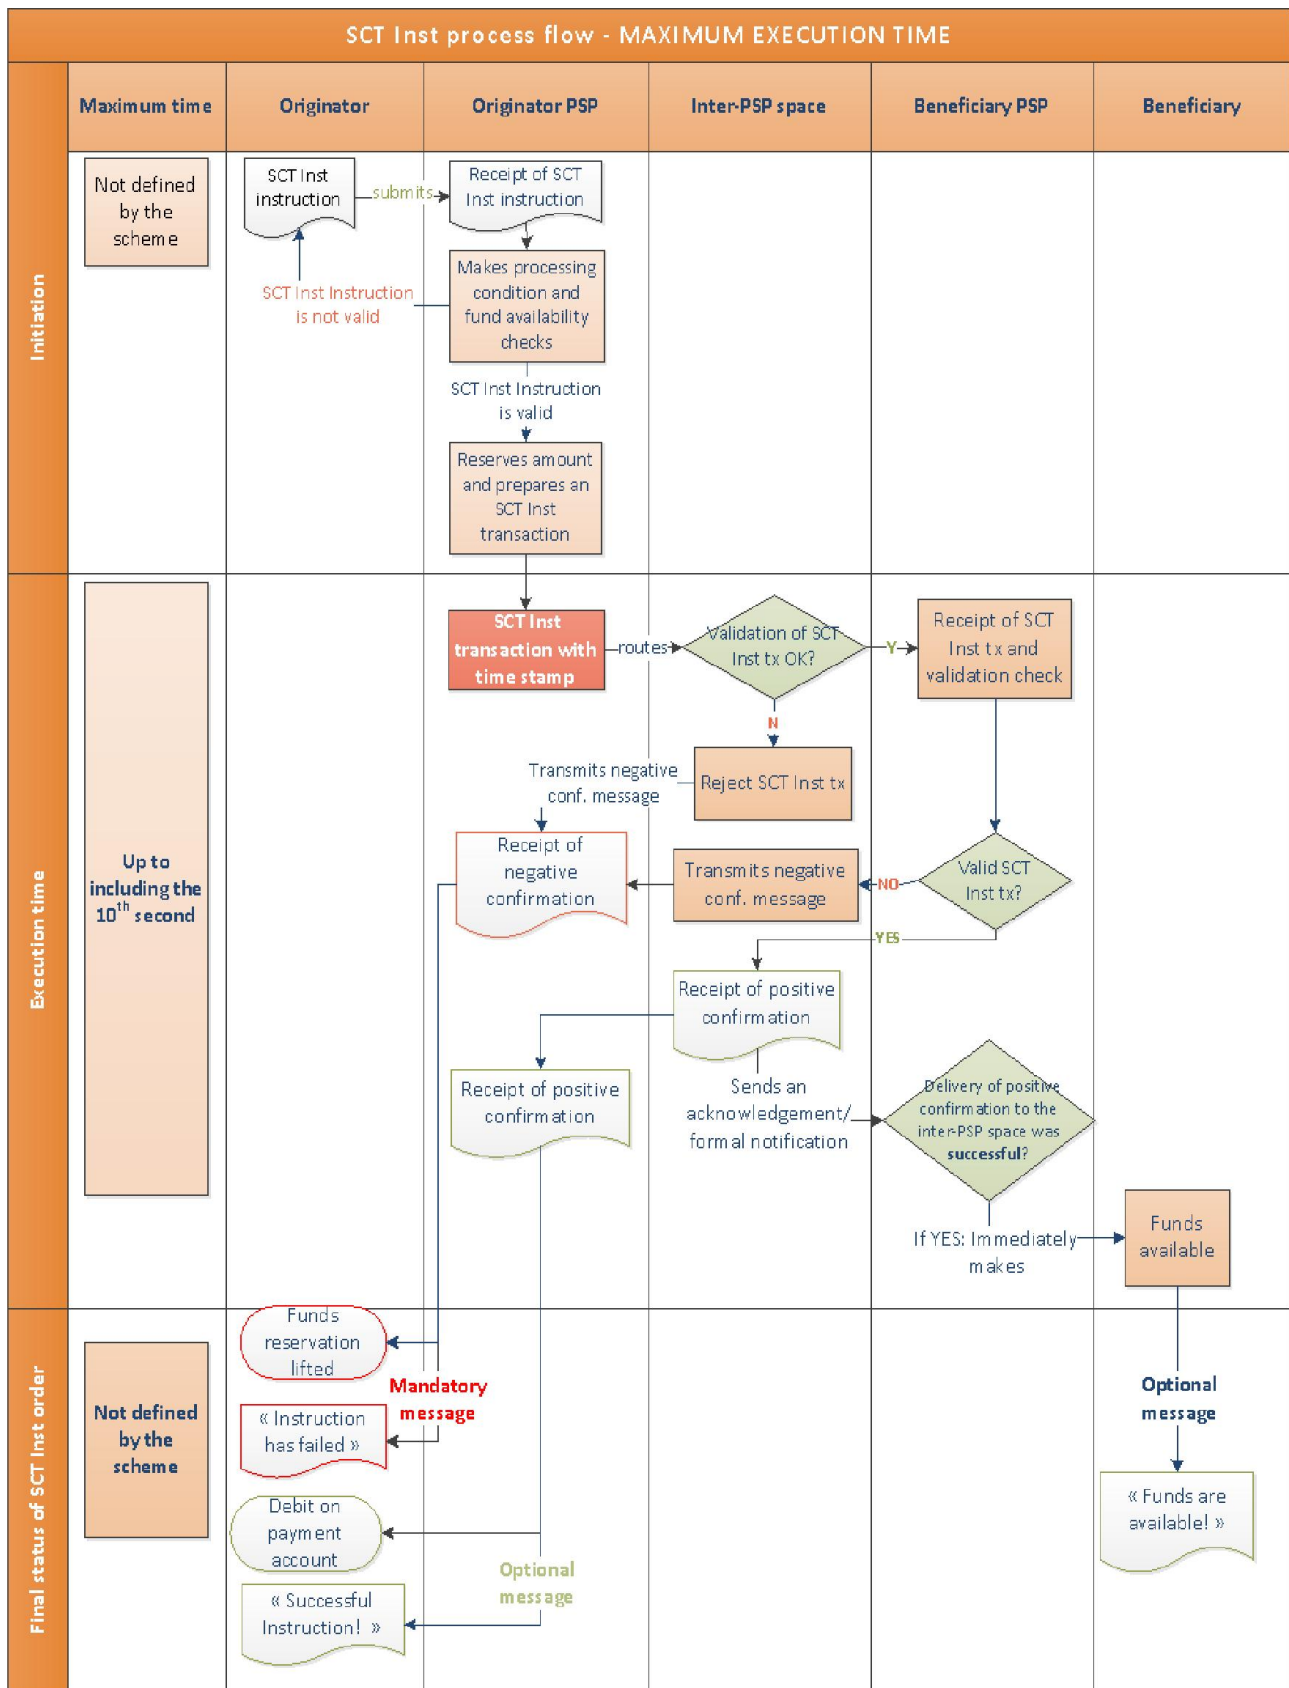 SCT Inst process flow - MAXIMUM EXECUTION TIME
Maximum time
Originator
Originator PSP
Inter-PSP space
Beneficiary PSP
Beneficiary
Initiation
Not defined
by the
scheme
SCT Inst
instruction
submits
Receipt of SCT
Inst instruction
Makes processing
condition and
fund availability
checks
SCT Inst Instruction
is not valid
SCT Inst Instruction
is valid
Reserves amount
and prepares an
SCT Inst
transaction
Execution time
Up to
including the
10th second
SCT Inst
transaction with
time stamp
routes
Validation of SCT
Inst tx OK?
Y
Receipt of SCT
Inst tx and
validation check
N
Reject SCT Inst tx
Transmits negative
conf. message
Receipt of
negative
confirmation
Transmits negative
conf. message
NO
Valid SCT
Inst tx?
YES
Receipt of positive
confirmation
Receipt of positive
confirmation
Sends an
acknowledgement/
formal notification
Delivery of positive
confirmation to the
inter-PSP space was
successful?
If YES: Immediately
makes
Funds
available
Final status of SCT Inst order
Not defined
by the
scheme
Funds
reservation
lifted
Mandatory
message
« Instruction
has failed »
Debit on
payment
account
Optional
message
« Successful
Instruction! »
Optional
message
« Funds are
available! »